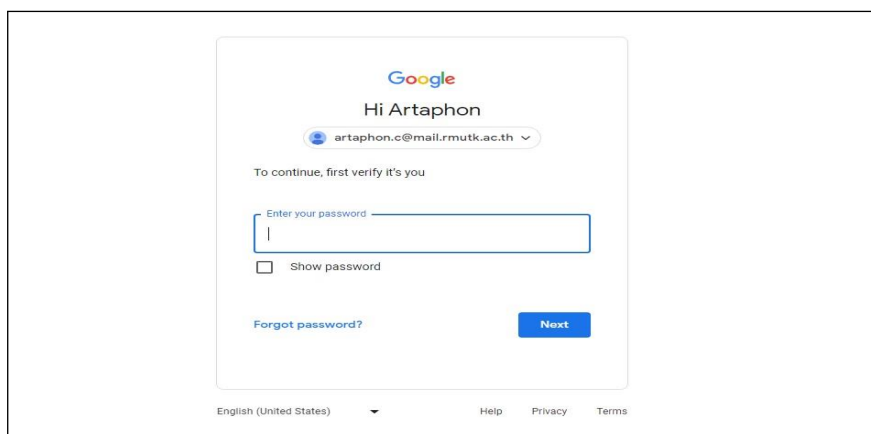 Google
Hi Artaphon
artaphon.c@mail.rmutk.ac.th
To continue, first verify it's you
Enter your password
Show password
Forgot password? Next
English (United States) Help Privacy Terms